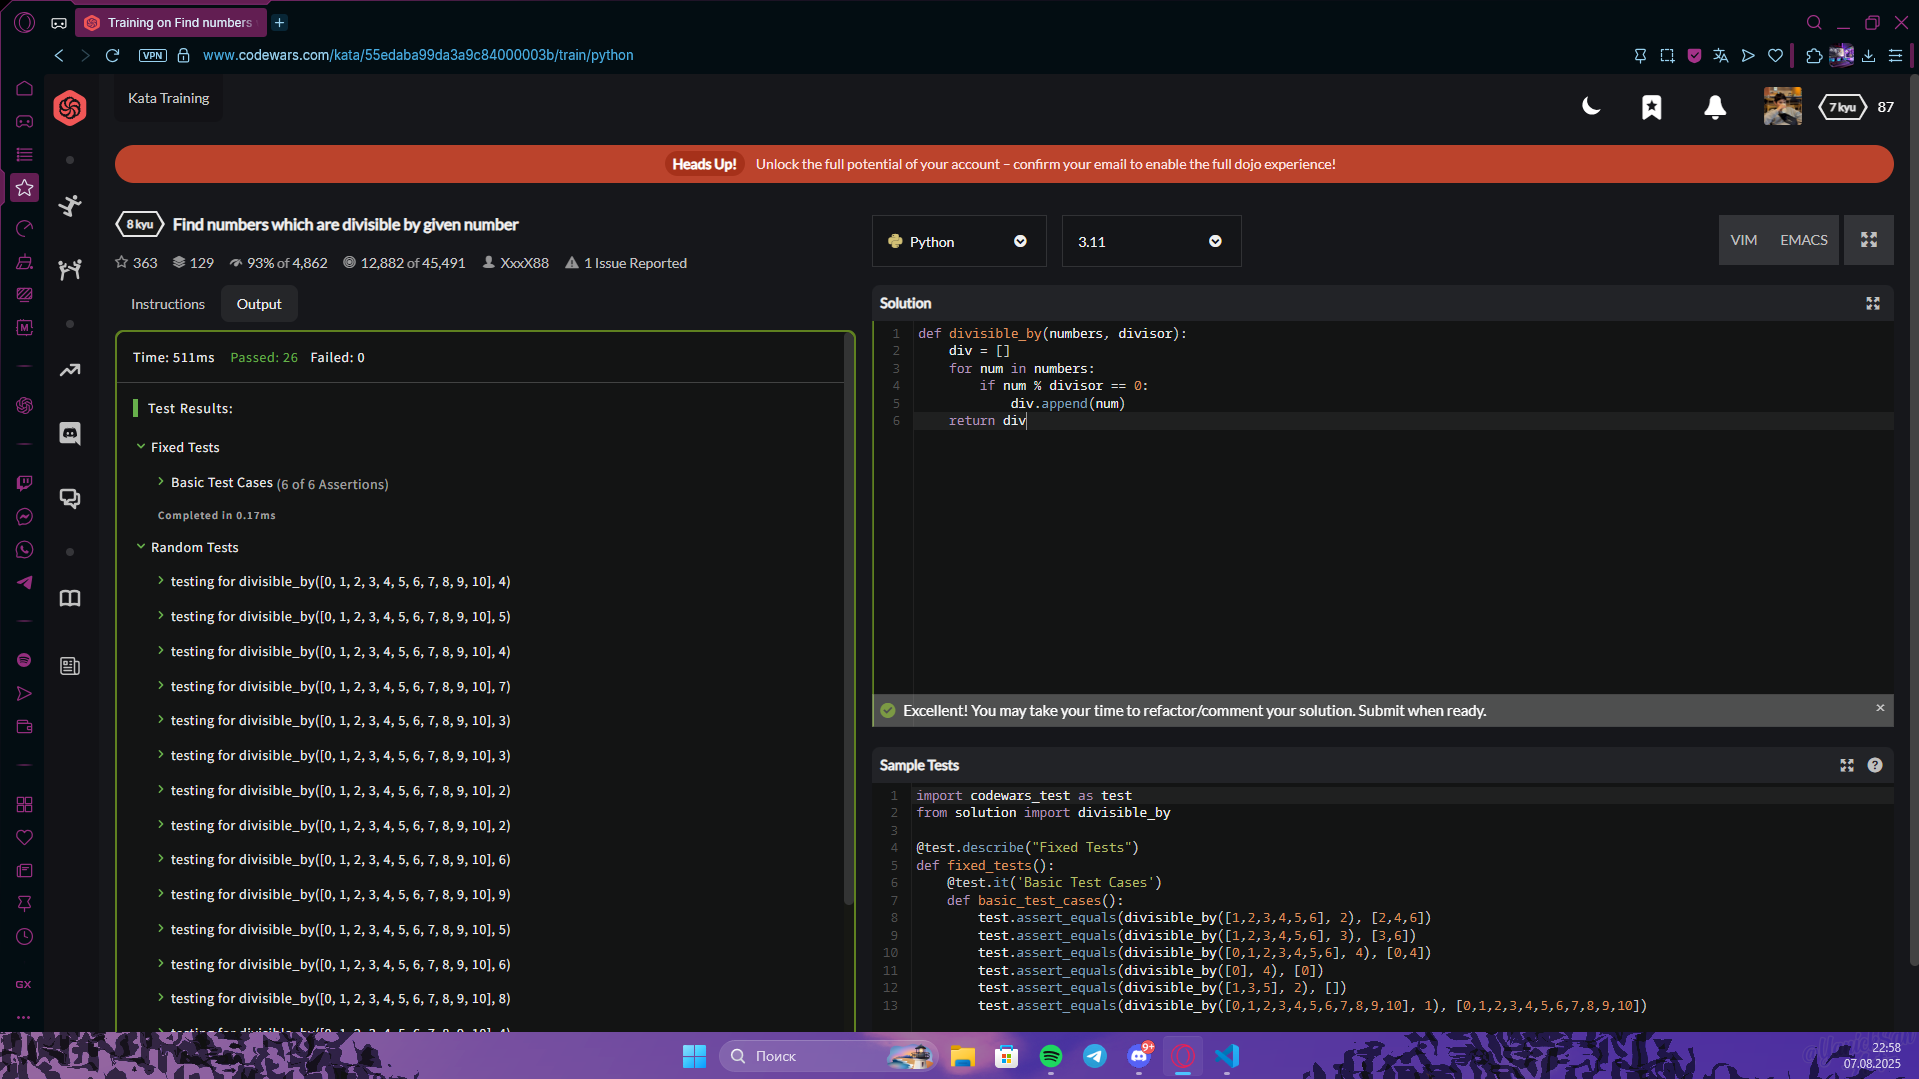 Training on Find numbers
VPN
www.codewars.com/kata/55edaba99da3a9c84000003b/train/python
Kata Training
7 kyu
87
Heads Up! Unlock the full potential of your account – confirm your email to enable the full dojo experience!
8 kyu
Find numbers which are divisible by given number
363 129 93% of 4,862 12,882 of 45,491 XxxX88 1 Issue Reported
Python
3.11
VIM
EMACS
Instructions
Output
Time: 511ms Passed: 26 Failed: 0
Test Results:
Fixed Tests
Basic Test Cases (6 of 6 Assertions)
Completed in 0.17ms
Random Tests
testing for divisible_by([0, 1, 2, 3, 4, 5, 6, 7, 8, 9, 10], 4)
testing for divisible_by([0, 1, 2, 3, 4, 5, 6, 7, 8, 9, 10], 5)
testing for divisible_by([0, 1, 2, 3, 4, 5, 6, 7, 8, 9, 10], 4)
testing for divisible_by([0, 1, 2, 3, 4, 5, 6, 7, 8, 9, 10], 7)
testing for divisible_by([0, 1, 2, 3, 4, 5, 6, 7, 8, 9, 10], 3)
testing for divisible_by([0, 1, 2, 3, 4, 5, 6, 7, 8, 9, 10], 3)
testing for divisible_by([0, 1, 2, 3, 4, 5, 6, 7, 8, 9, 10], 2)
testing for divisible_by([0, 1, 2, 3, 4, 5, 6, 7, 8, 9, 10], 2)
testing for divisible_by([0, 1, 2, 3, 4, 5, 6, 7, 8, 9, 10], 6)
testing for divisible_by([0, 1, 2, 3, 4, 5, 6, 7, 8, 9, 10], 9)
testing for divisible_by([0, 1, 2, 3, 4, 5, 6, 7, 8, 9, 10], 5)
testing for divisible_by([0, 1, 2, 3, 4, 5, 6, 7, 8, 9, 10], 6)
testing for divisible_by([0, 1, 2, 3, 4, 5, 6, 7, 8, 9, 10], 8)
testing for divisible_by([0, 1, 2, 3, 4, 5, 6, 7, 8, 9, 10], 4)
Solution
1 def divisible_by(numbers, divisor):
2 div = []
3 for num in numbers:
4 if num % divisor == 0:
5 div.append(num)
6 return div
Excellent! You may take your time to refactor/comment your solution. Submit when ready.
Sample Tests
1 import codewars_test as test
2 from solution import divisible_by
3
4 @test.describe("Fixed Tests")
5 def fixed_tests():
6 @test.it('Basic Test Cases')
7 def basic_test_cases():
8 test.assert_equals(divisible_by([1,2,3,4,5,6], 2), [2,4,6])
9 test.assert_equals(divisible_by([1,2,3,4,5,6], 3), [3,6])
10 test.assert_equals(divisible_by([0,1,2,3,4,5,6], 4), [0,4])
11 test.assert_equals(divisible_by([0], 4), [0])
12 test.assert_equals(divisible_by([1,3,5], 2), [])
13 test.assert_equals(divisible_by([0,1,2,3,4,5,6,7,8,9,10], 1), [0,1,2,3,4,5,6,7,8,9,10])
GX
Поиск
9+
22:58
07.08.2025